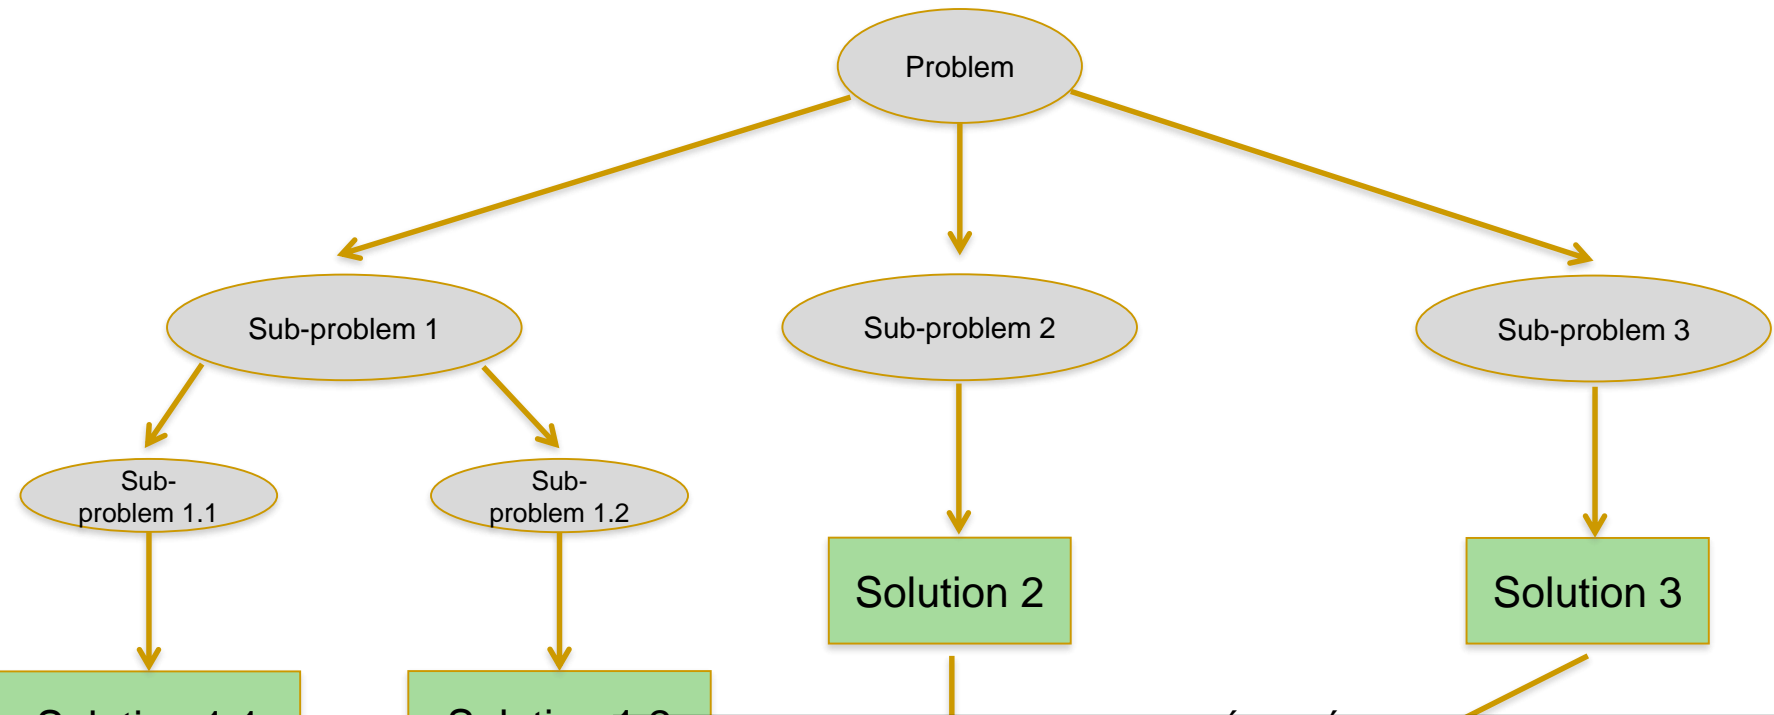 Problem
Sub-problem 1
Sub-problem 2
Sub-problem 3
Sub-
problem 1.1
Sub-
problem 1.2
Solution 2
Solution 3